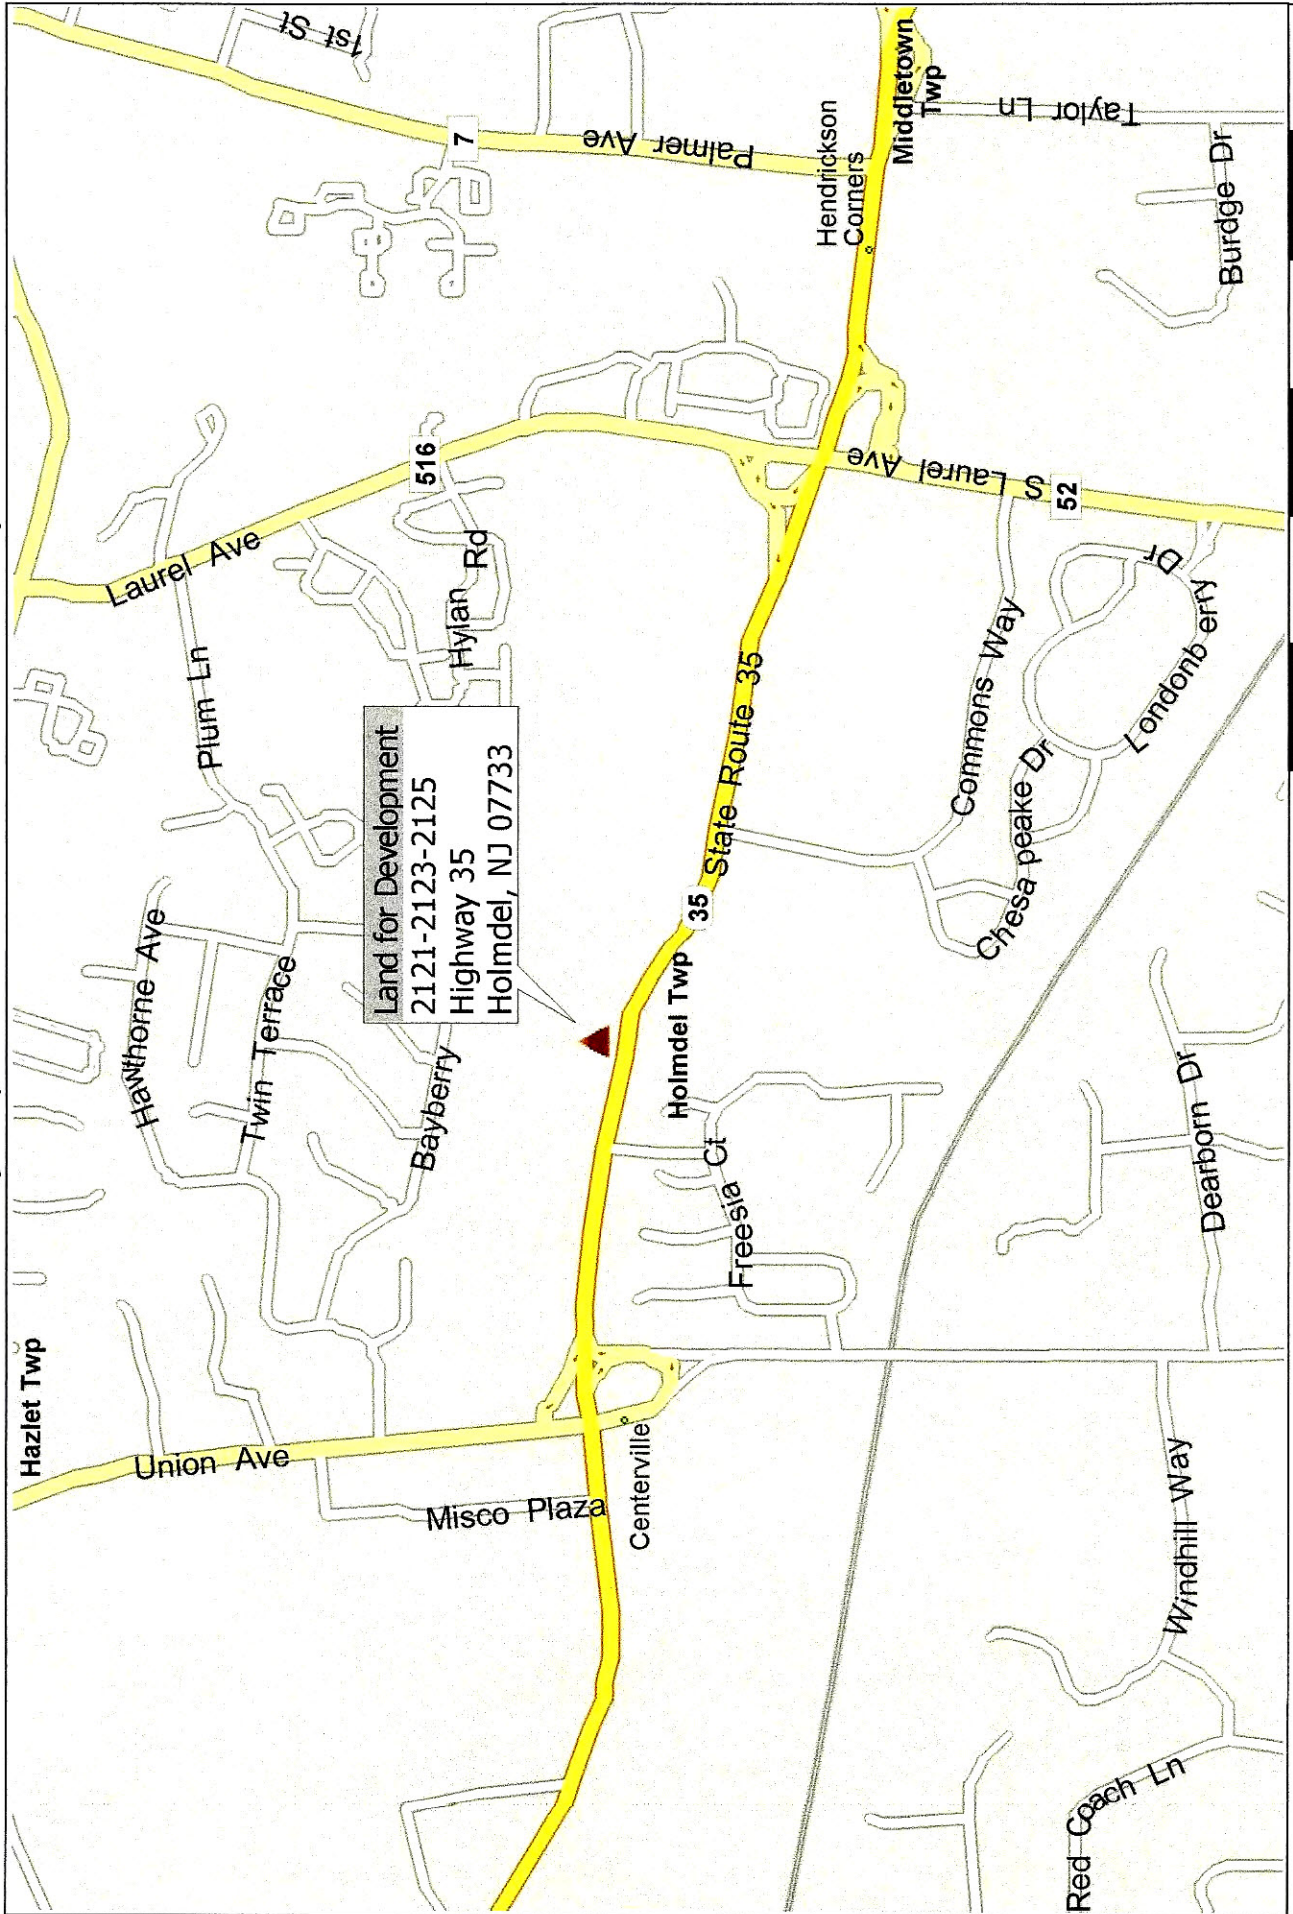 Hazlet Twp
Union Ave
Misco Plaza
Centerville
Hawthorne Ave
Twin Terrace
Bayberry
Plum Ln
Laurel Ave
516
Hylan Rd
1st St
7
Palmer Ave
Hendrickson
Corners
Middletown
Twp
Taylor Ln
Burdge Dr
Land for Development
2121-2123-2125
Highway 35
Holmdel, NJ 07733
35
State Route 35
Holmdel Twp
Freesia Ct
S Laurel Ave
52
Commons Way
Chesa peake Dr
Londonb erry Dr
Dearborn Dr
Windhill Way
Red Coach Ln